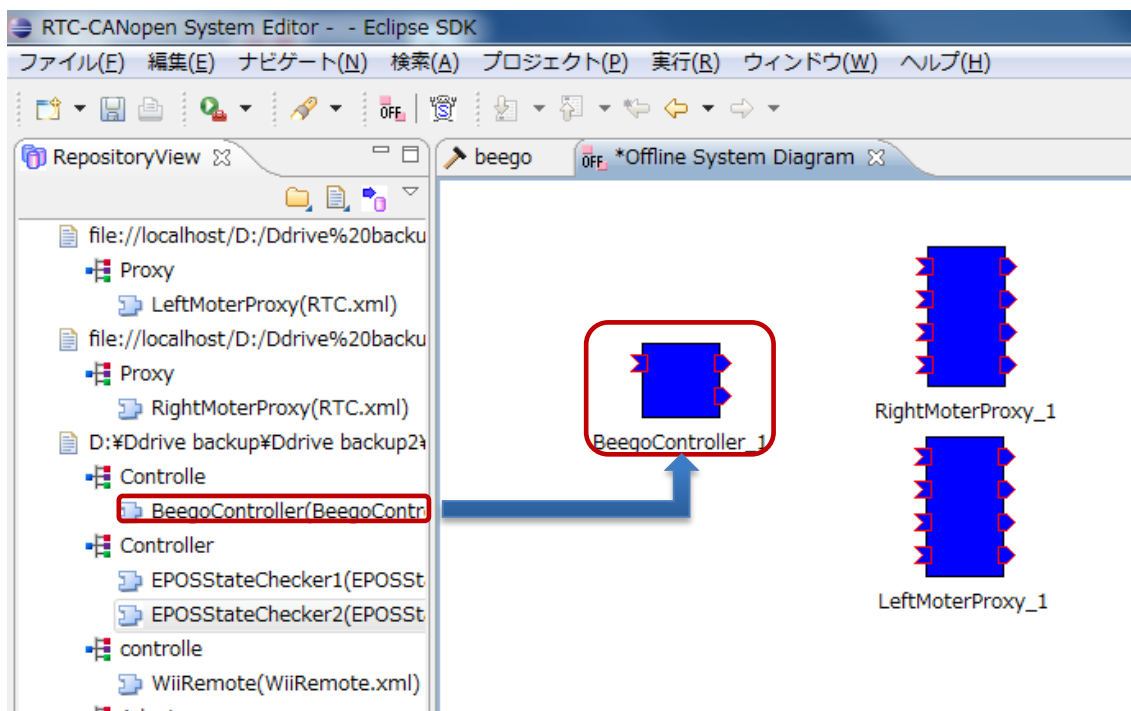 RTC-CANopen System Editor - - Eclipse SDK
ファイル(F) 編集(E) ナビゲート(N) 検索(A) プロジェクト(P) 実行(R) ウィンドウ(W) ヘルプ(H)
OFF S
RepositoryView
beego
OFF *Offline System Diagram
file://localhost/D:/Ddrive%20backu
Proxy
LeftMoterProxy(RTC.xml)
file://localhost/D:/Ddrive%20backu
Proxy
RightMoterProxy(RTC.xml)
D:¥Ddrive backup¥Ddrive backup2¥
Controlle
BeegoController(BeegoContr
Controller
EPOSStateChecker1(EPOSSt
EPOSStateChecker2(EPOSSt
controlle
WiiRemote(WiiRemote.xml)
BeegoController_1
RightMoterProxy_1
LeftMoterProxy_1